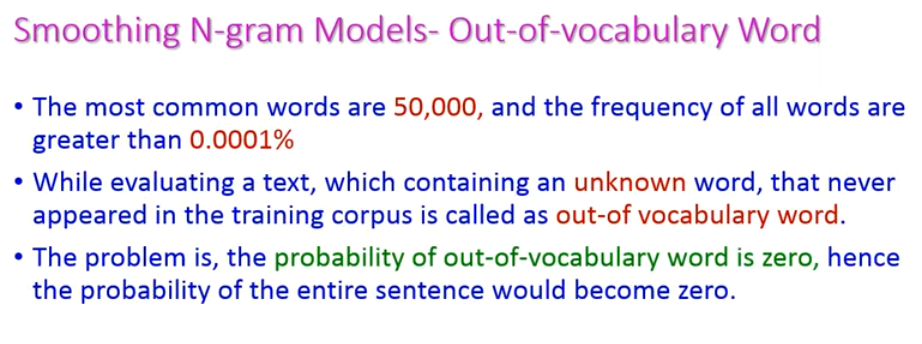 Smoothing N-gram Models- Out-of-vocabulary Word
• The most common words are 50,000, and the frequency of all words are
greater than 0.0001%
• While evaluating a text, which containing an unknown word, that never
appeared in the training corpus is called as out-of vocabulary word.
• The problem is, the probability of out-of-vocabulary word is zero, hence
the probability of the entire sentence would become zero.